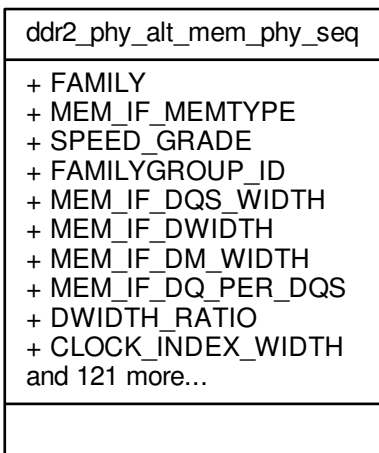 ddr2_phy_alt_mem_phy_seq
+ FAMILY
+ MEM_IF_MEMTYPE
+ SPEED_GRADE
+ FAMILYGROUP_ID
+ MEM_IF_DQS_WIDTH
+ MEM_IF_DWIDTH
+ MEM_IF_DM_WIDTH
+ MEM_IF_DQ_PER_DQS
+ DWIDTH_RATIO
+ CLOCK_INDEX_WIDTH
and 121 more...